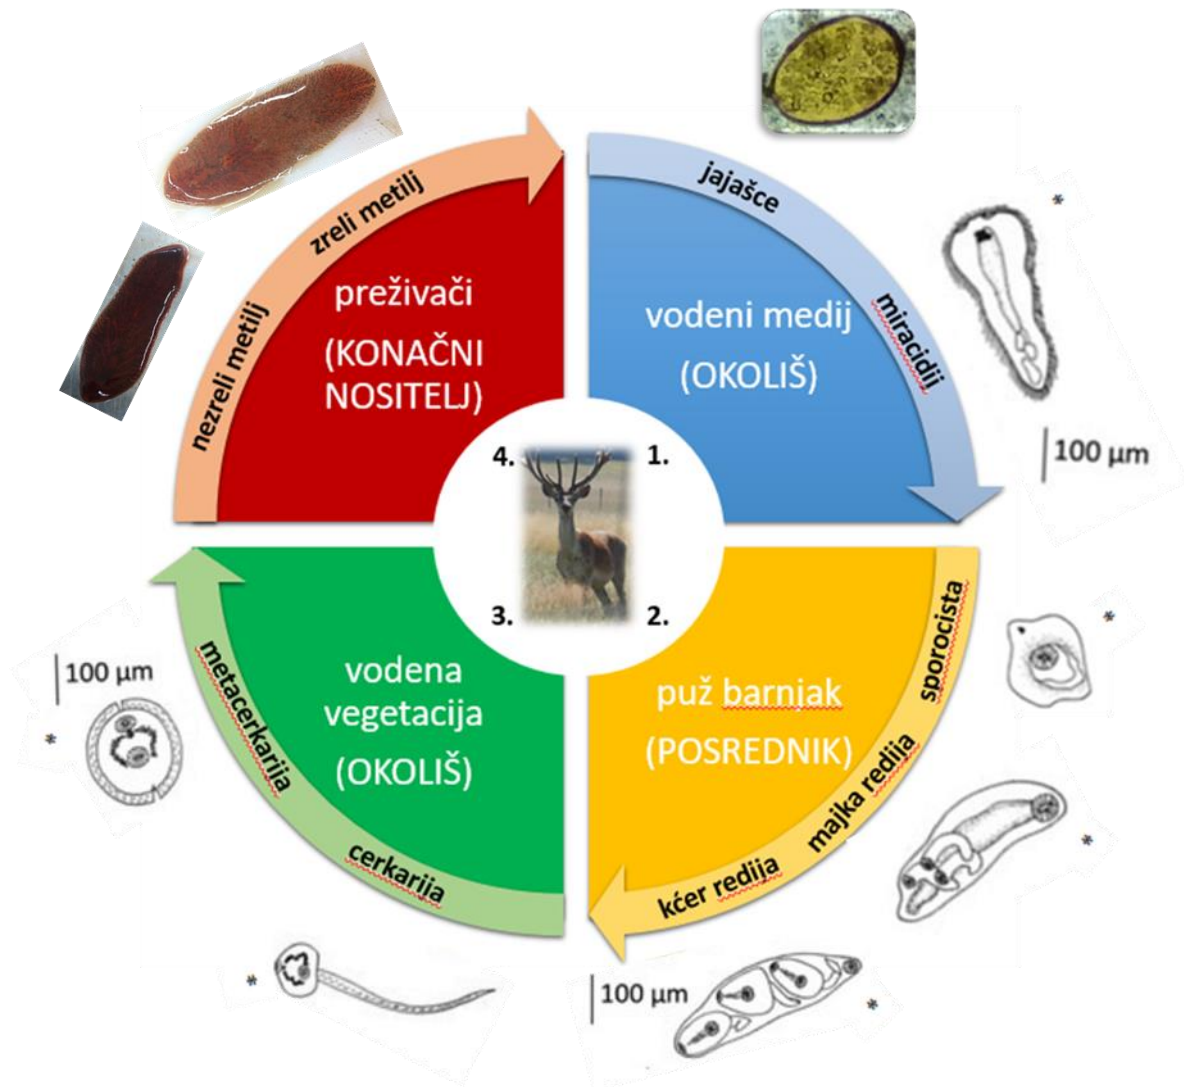 jajašce
miracidij
vodeni medij
(OKOLIŠ)
1.
*
100 µm
sporocista
majka redija
kćer redija
puž barnjak
(POSREDNIK)
2.
*
*
*
100 µm
cerkarija
metacerkarija
vodena
vegetacija
(OKOLIŠ)
3.
*
*
100 µm
nezreli metilj
zreli metilj
preživači
(KONAČNI
NOSITELJ)
4.